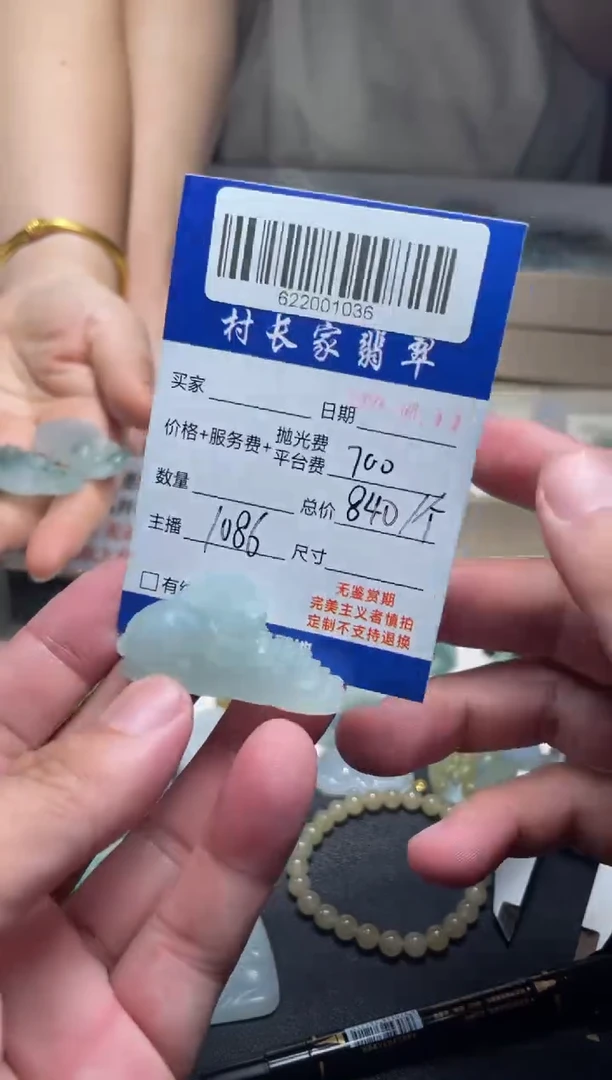 622001036
村长家翡翠
买家 日期
价格+服务费+抛光费平台费 700
数量 总价 840/个
主播 1086 尺寸
无鉴赏期
完美主义者慎拍
定制不支持退换